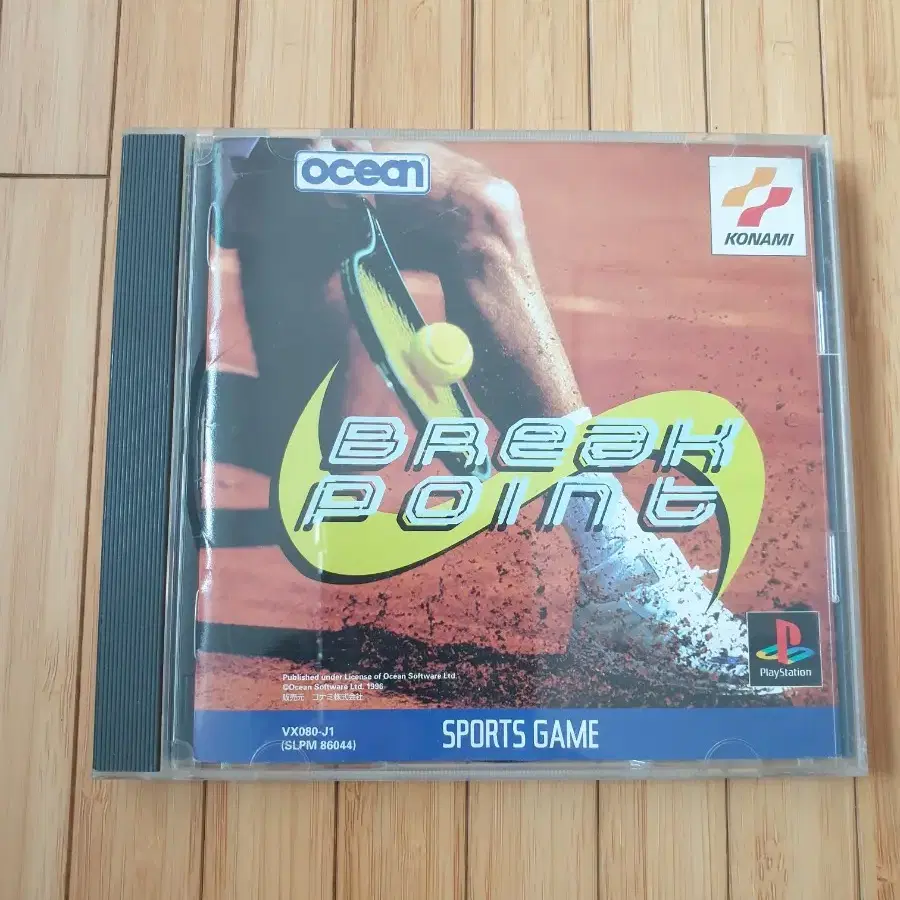 ocean
KONAMI
BReak
POINt
PlayStation
Published under License of Ocean Software Ltd.
©Ocean Software Ltd. 1996
販売元 コナミ株式会社
VX080-J1
(SLPM 86044)
SPORTS GAME